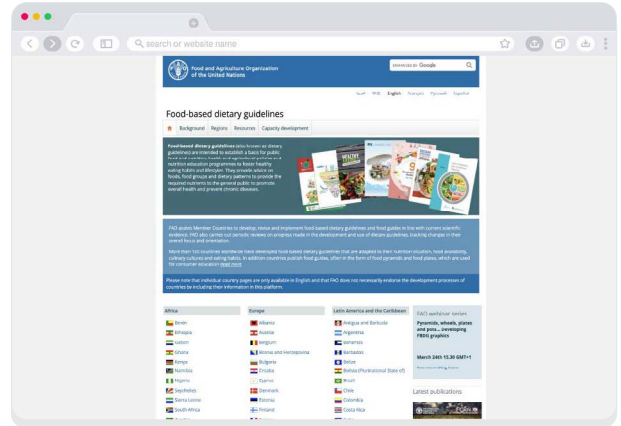 search or website name
Food and Agriculture Organization
of the United Nations
ENHANCED BY Google
English Français Русский Español
Food-based dietary guidelines
Background Regions Resources Capacity development
Food-based dietary guidelines (also known as dietary
guidelines) are intended to establish a basis for public
food and nutrition, health and agricultural policies and
nutrition education programmes to foster healthy
eating habits and lifestyles. They provide advice on
foods, food groups and dietary patterns to provide the
required nutrients to the general public to promote
overall health and prevent chronic diseases.
HEALTHY
FAO assists Member Countries to develop, revise and implement food-based dietary guidelines and food guides in line with current scientific
evidence. FAO also carries out periodic reviews on progress made in the development and use of dietary guidelines, tracking changes in their
overall focus and orientation.
More than 100 countries worldwide have developed food-based dietary guidelines that are adapted to their nutrition situation, food availability,
culinary cultures and eating habits. In addition countries publish food guides, often in the form of food pyramids and food plates, which are used
for consumer education read more
Please note that individual country pages are only available in English and that FAO does not necessarily endorse the development processes of
countries by including their information in this platform.
Africa
Benin
Ethiopia
Gabon
Ghana
Kenya
Namibia
Nigeria
Seychelles
Sierra Leone
South Africa
Europe
Albania
Austria
Belgium
Bosnia and Herzegovina
Bulgaria
Croatia
Cyprus
Denmark
Estonia
Finland
Latin America and the Caribbean
Antigua and Barbuda
Argentina
Bahamas
Barbados
Belize
Bolivia (Plurinational State of)
Brazil
Chile
Colombia
Costa Rica
FAO webinar series
Pyramids, wheels, plates
and pots... Developing
FBDG graphics
March 24th 15.30 GMT+1
Latest publications